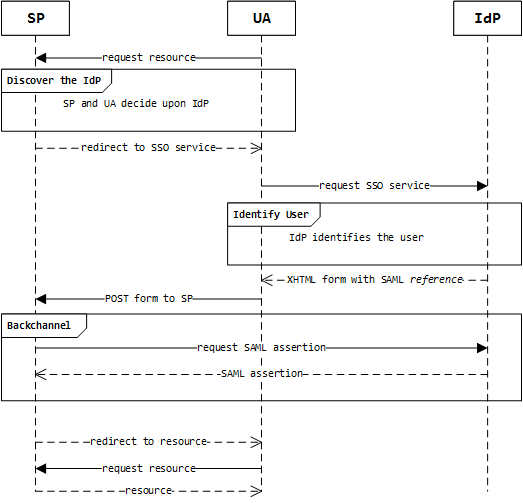 SP
UA
IdP
request resource
Discover the IdP
SP and UA decide upon IdP
redirect to SSO service
request SSO service
Identify User
IdP identifies the user
XHTML form with SAML reference
POST form to SP
Backchannel
request SAML assertion
SAML assertion
redirect to resource
request resource
resource